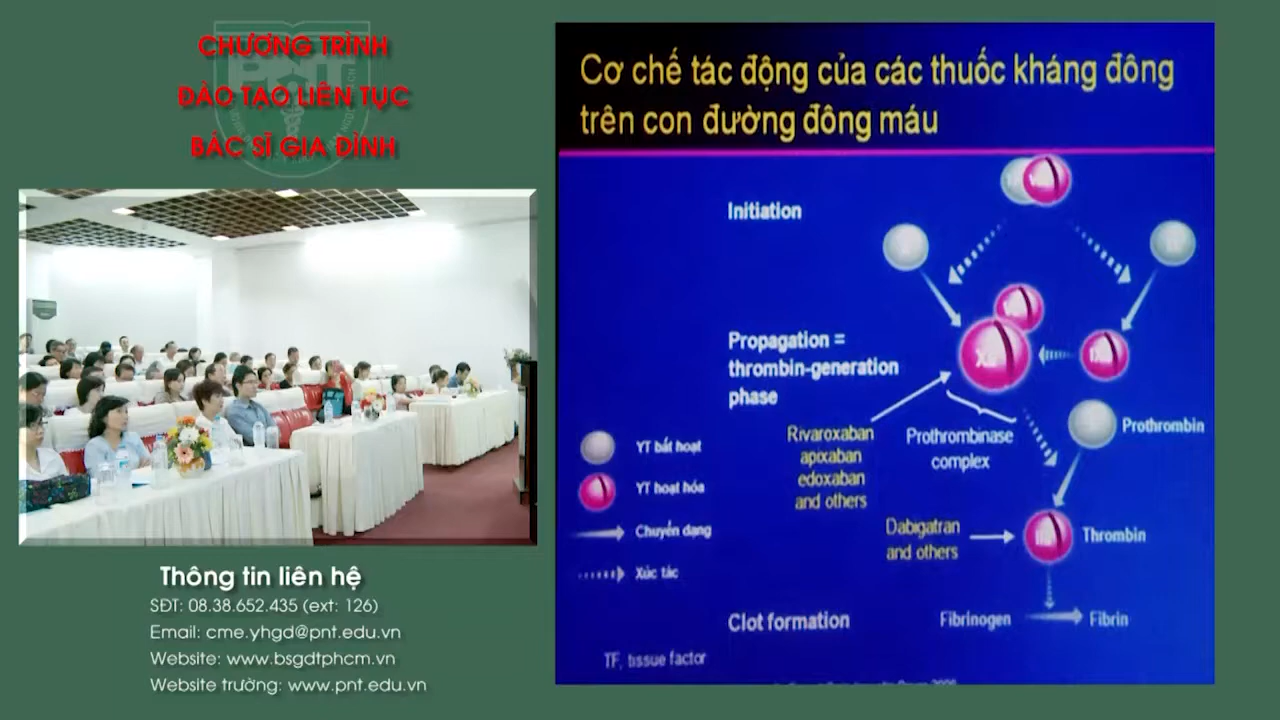 CHƯƠNG TRÌNH
ĐÀO TẠO LIÊN TỤC
BÁC SĨ GIA ĐÌNH
Thông tin liên hệ
SĐT: 08.38.652.435 (ext: 126)
Email: cme.yhgd@pnt.edu.vn
Website: www.bsgdtphcm.vn
Website trường: www.pnt.edu.vn
Cơ chế tác động của các thuốc kháng đông
trên con đường đông máu
Initiation
Propagation =
thrombin-generation
phase
Rivaroxaban
apixaban
edoxaban
and others
Prothrombinase
complex
Prothrombin
Dabigatran
and others
Thrombin
YT bất hoạt
YT hoạt hóa
Chuyển dạng
Xúc tác
Clot formation
Fibrinogen
Fibrin
TF, tissue factor